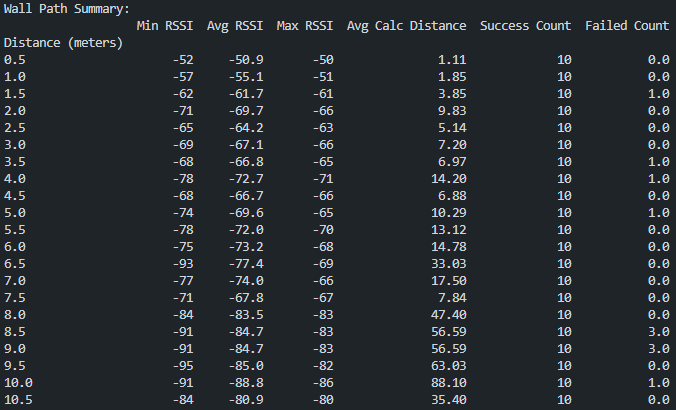 Wall Path Summary:
Min RSSI Avg RSSI Max RSSI Avg Calc Distance Success Count Failed Count
Distance (meters)
0.5 -52 -50.9 -50 1.11 10 0.0
1.0 -57 -55.1 -51 1.85 10 0.0
1.5 -62 -61.7 -61 3.85 10 1.0
2.0 -71 -69.7 -66 9.83 10 0.0
2.5 -65 -64.2 -63 5.14 10 0.0
3.0 -69 -67.1 -66 7.20 10 0.0
3.5 -68 -66.8 -65 6.97 10 1.0
4.0 -78 -72.7 -71 14.20 10 1.0
4.5 -68 -66.7 -66 6.88 10 0.0
5.0 -74 -69.6 -65 10.29 10 1.0
5.5 -78 -72.0 -70 13.12 10 0.0
6.0 -75 -73.2 -68 14.78 10 0.0
6.5 -93 -77.4 -69 33.03 10 0.0
7.0 -77 -74.0 -66 17.50 10 0.0
7.5 -71 -67.8 -67 7.84 10 0.0
8.0 -84 -83.5 -83 47.40 10 0.0
8.5 -91 -84.7 -83 56.59 10 3.0
9.0 -91 -84.7 -83 56.59 10 3.0
9.5 -95 -85.0 -82 63.03 10 0.0
10.0 -91 -88.8 -86 88.10 10 1.0
10.5 -84 -80.9 -80 35.40 10 0.0